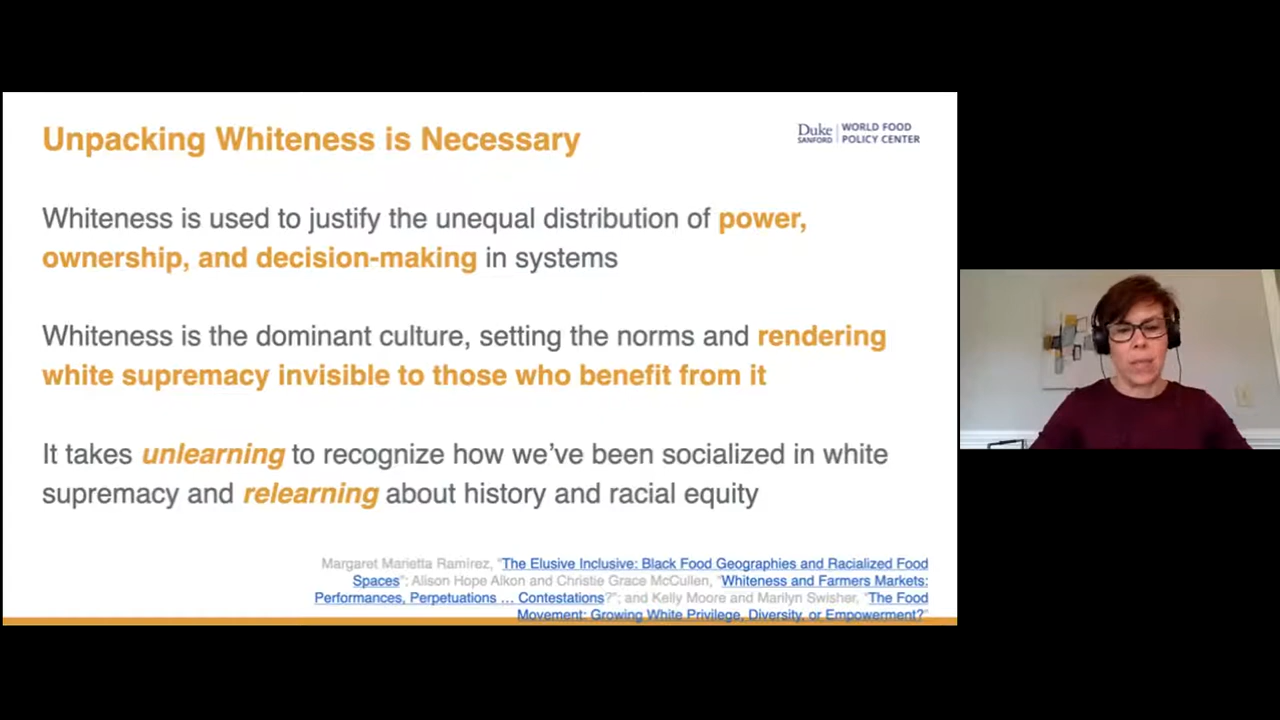 Unpacking Whiteness is Necessary
Duke
SANFORD
WORLD FOOD
POLICY CENTER
Whiteness is used to justify the unequal distribution of power,
ownership, and decision-making in systems
Whiteness is the dominant culture, setting the norms and rendering
white supremacy invisible to those who benefit from it
It takes unlearning to recognize how we've been socialized in white
supremacy and relearning about history and racial equity
Margaret Marietta Ramírez, "The Elusive Inclusive: Black Food Geographies and Racialized Food
Spaces"; Alison Hope Alkon and Christie Grace McCullen, "Whiteness and Farmers Markets:
Performances, Perpetuations … Contestations?"; and Kelly Moore and Marilyn Swisher, "The Food
Movement: Growing White Privilege, Diversity, or Empowerment?"